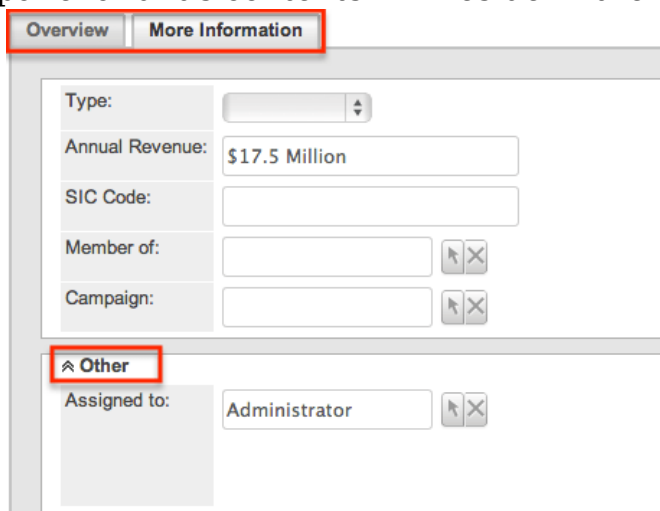 Overview More Information
Type:
Annual Revenue: $17.5 Million
SIC Code:
Member of:
Campaign:
Other
Assigned to: Administrator